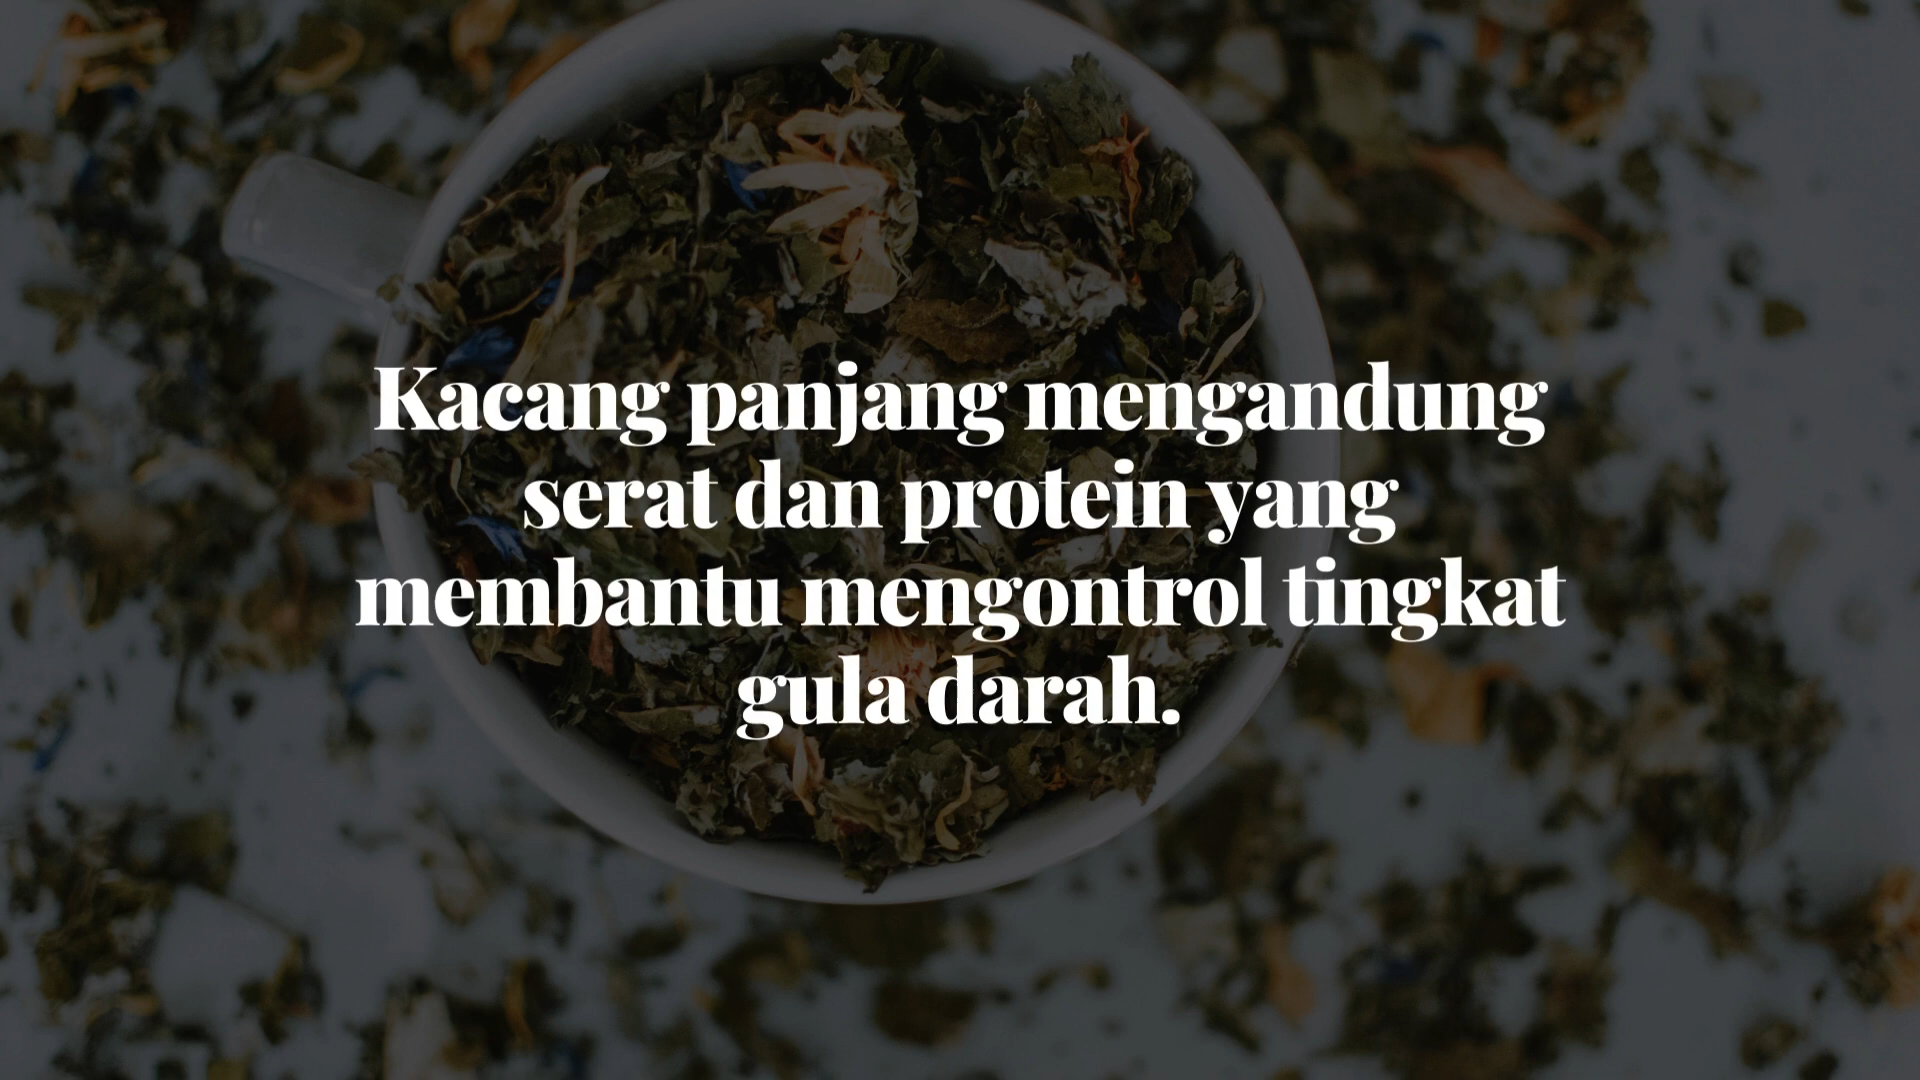 Kacang panjang mengandung
serat dan protein yang
membantu mengontrol tingkat
gula darah.